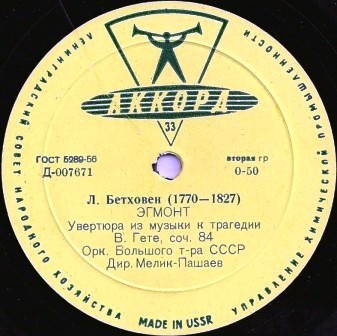 ЛЕНИНГРАДСКИЙ СОВЕТ НАРОДНОГО ХОЗЯЙСТВА
УПРАВЛЕНИЕ ХИМИЧЕСКОЙ ПРОМЫШЛЕННОСТИ
АККОРД
33
ГОСТ 5289-56
Д-007671
вторая гр
0-50
Л. Бетховен (1770—1827)
ЭГМОНТ
Увертюра из музыки к трагедии
В. Гете, соч. 84
Орк. Большого т-ра СССР
Дир. Мелик-Пашаев
MADE IN USSR